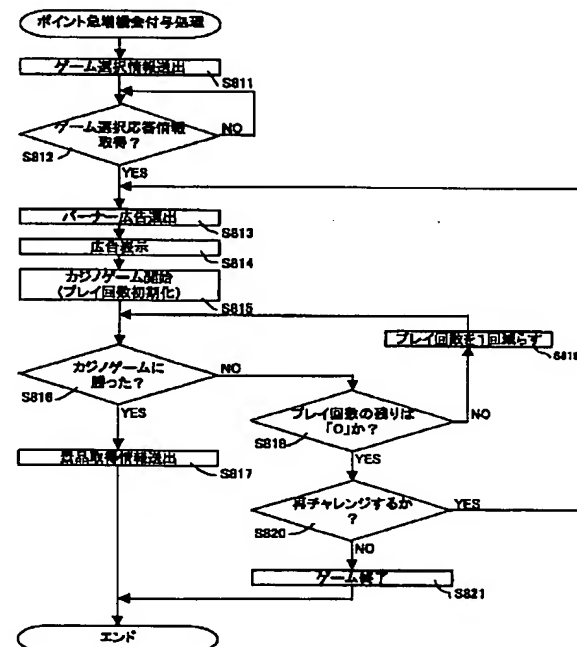 ポイント急増機会付与処理
ゲーム選択情報送出
S811
ゲーム選択応答情報
取得？
NO
S812
YES
バーナー広告選出
S813
広告表示
S814
カジノゲーム開始
(プレイ回数初期化)
S815
プレイ回数を1回減らす
S819
カジノゲームに
勝った？
NO
S816
YES
プレイ回数の残りは
「0」か？
NO
S818
YES
景品取得情報送出
S817
再チャレンジするか
？
YES
S820
NO
ゲーム終了
S821
エンド